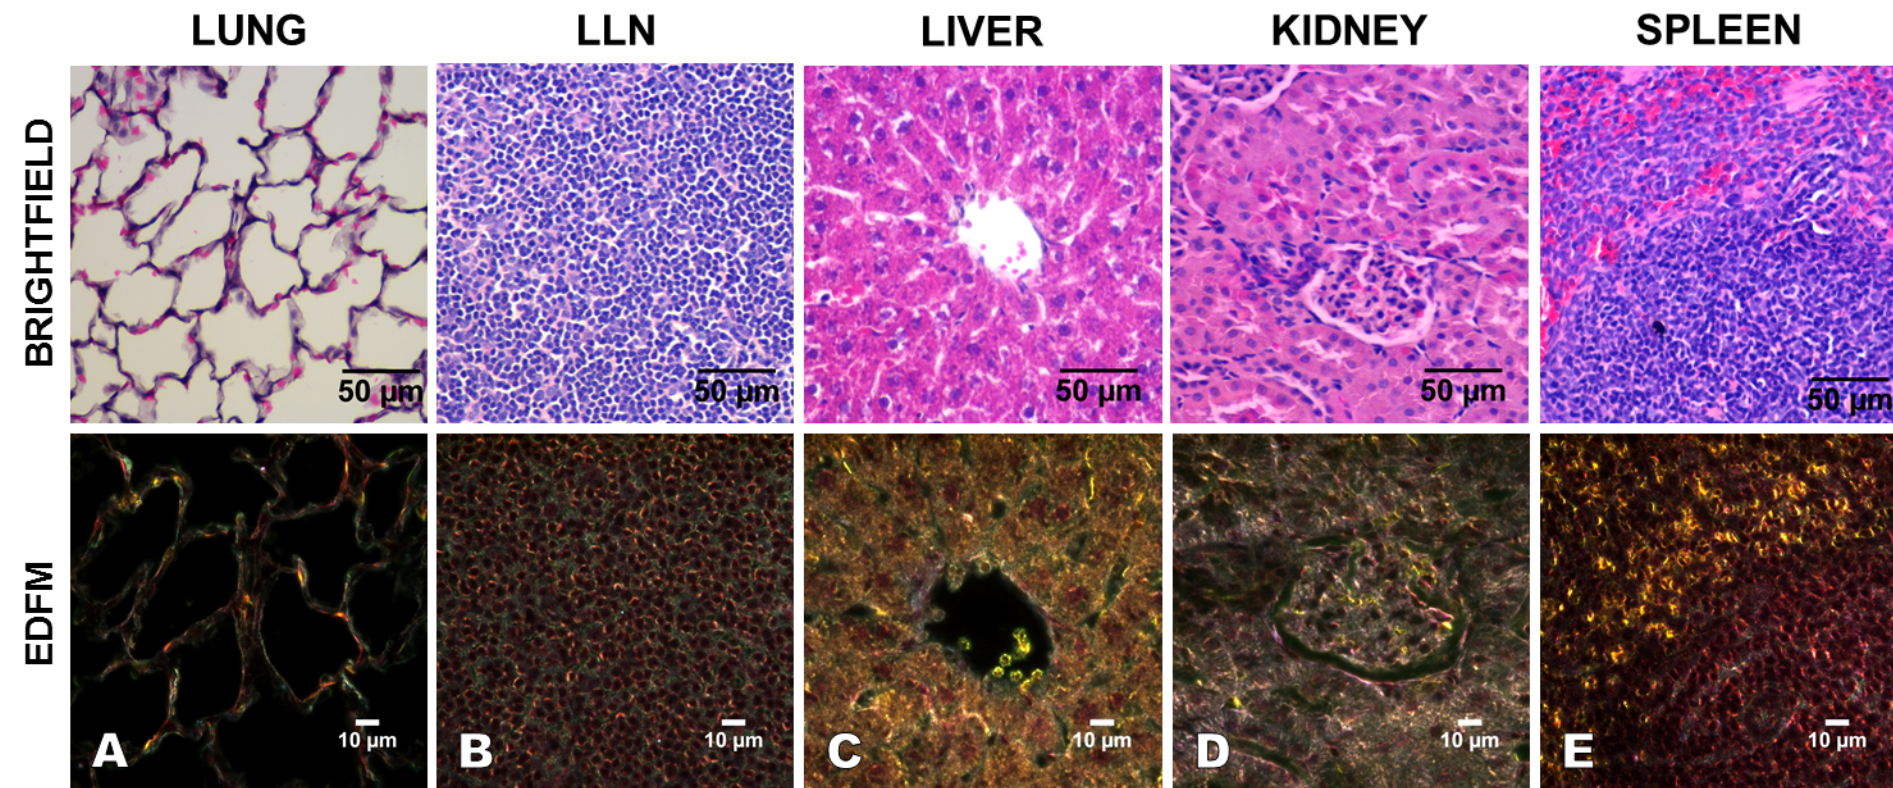 LUNG LLN LIVER KIDNEY SPLEEN
BRIGHTFIELD
50 µm 50 µm 50 µm 50 µm 50 µm
EDFM
10 µm 10 µm 10 µm 10 µm 10 µm
A B C D E